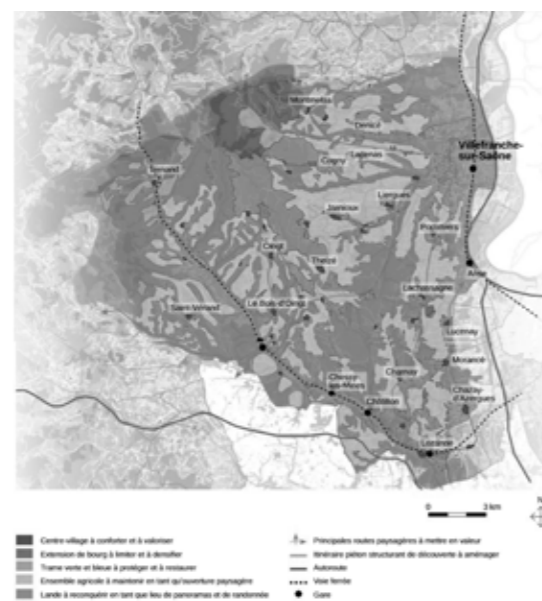 Montmelas
Denicé
Villefranche-
sur-Saône
Cogny
Lacenas
Ternand
Liergues
Jarnioux
Pommiers
Oingt
Theizé
Anse
Lachassagne
Saint-Vérand
Le Bois-d'Oingt
Lucenay
Morancé
Chessy-
les-Mines
Charnay
Chazay-
d'Azergues
Châtillon
Lozanne
0 3 km
N
Centre village à conforter et à valoriser
Extension de bourg à limiter et à densifier
Trame verte et bleue à protéger et à restaurer
Ensemble agricole à maintenir en tant qu'ouverture paysagère
Lande à reconquérir en tant que lieu de panoramas et de randonnée
Principales routes paysagères à mettre en valeur
Itinéraire piéton structurant de découverte à aménager
Autoroute
Voie ferrée
Gare